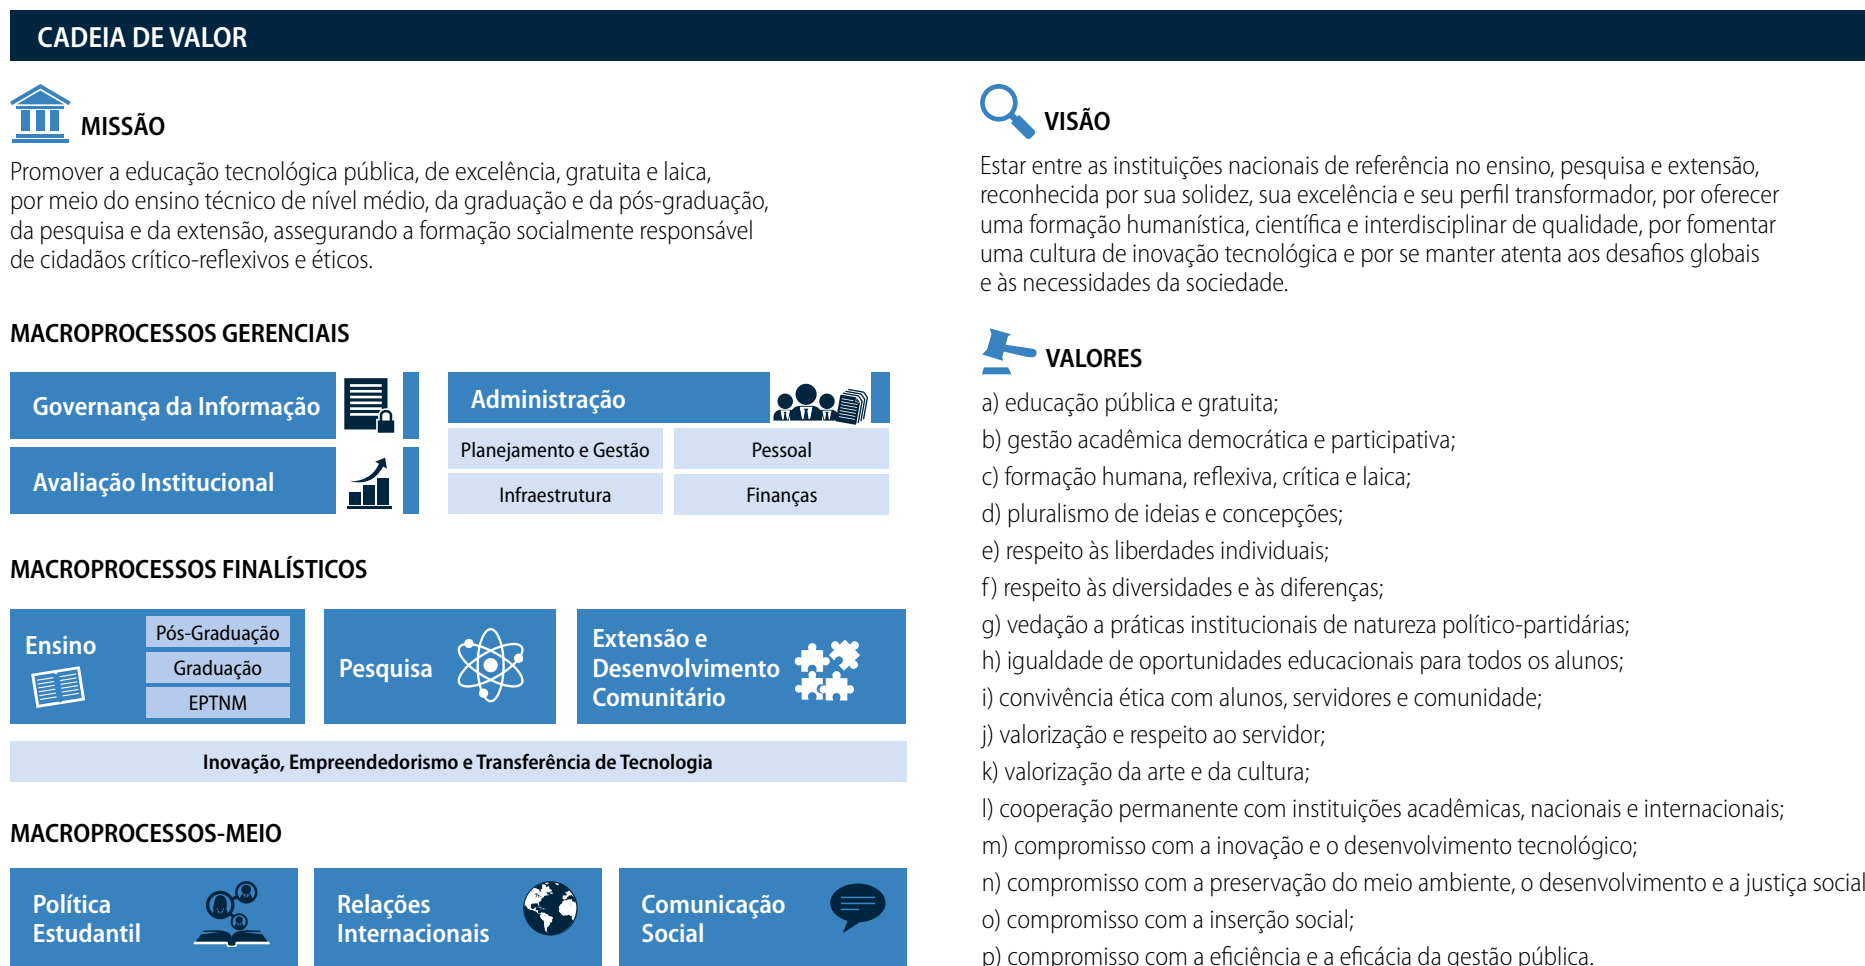 CADEIA DE VALOR
MISSÃO
Promover a educação tecnológica pública, de excelência, gratuita e laica,
por meio do ensino técnico de nível médio, da graduação e da pós-graduação,
da pesquisa e da extensão, assegurando a formação socialmente responsável
de cidadãos crítico-reflexivos e éticos.
MACROPROCESSOS GERENCIAIS
Governança da Informação
Avaliação Institucional
Administração
Planejamento e Gestão
Pessoal
Infraestrutura
Finanças
MACROPROCESSOS FINALÍSTICOS
Ensino
Pós-Graduação
Graduação
EPTNM
Pesquisa
Extensão e
Desenvolvimento
Comunitário
Inovação, Empreendedorismo e Transferência de Tecnologia
MACROPROCESSOS-MEIO
Política
Estudantil
Relações
Internacionais
Comunicação
Social
VISÃO
Estar entre as instituições nacionais de referência no ensino, pesquisa e extensão,
reconhecida por sua solidez, sua excelência e seu perfil transformador, por oferecer
uma formação humanística, científica e interdisciplinar de qualidade, por fomentar
uma cultura de inovação tecnológica e por se manter atenta aos desafios globais
e às necessidades da sociedade.
VALORES
a) educação pública e gratuita;
b) gestão acadêmica democrática e participativa;
c) formação humana, reflexiva, crítica e laica;
d) pluralismo de ideias e concepções;
e) respeito às liberdades individuais;
f) respeito às diversidades e às diferenças;
g) vedação a práticas institucionais de natureza político-partidárias;
h) igualdade de oportunidades educacionais para todos os alunos;
i) convivência ética com alunos, servidores e comunidade;
j) valorização e respeito ao servidor;
k) valorização da arte e da cultura;
l) cooperação permanente com instituições acadêmicas, nacionais e internacionais;
m) compromisso com a inovação e o desenvolvimento tecnológico;
n) compromisso com a preservação do meio ambiente, o desenvolvimento e a justiça social
o) compromisso com a inserção social;
p) compromisso com a eficiência e a eficácia da gestão pública.